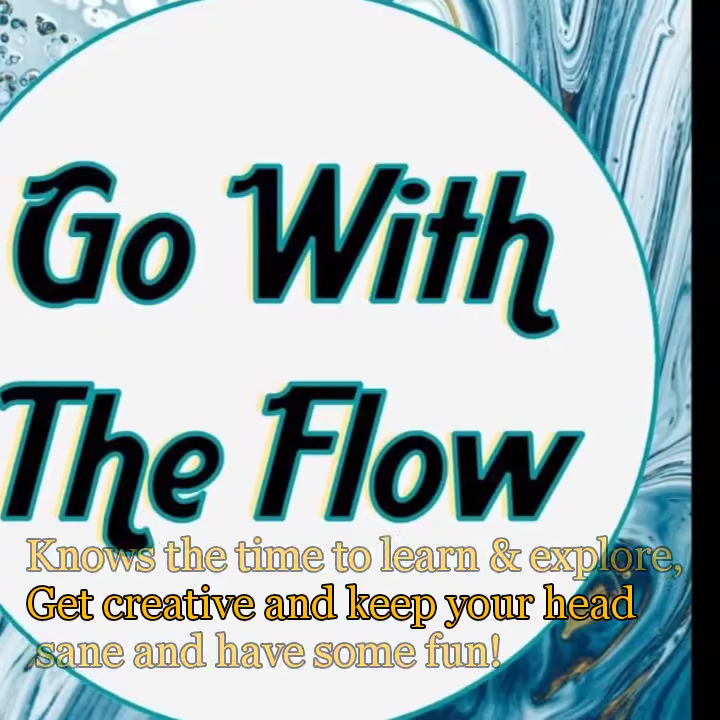 Go With
The Flow
Knows the time to learn & explore,
Get creative and keep your head
sane and have some fun!